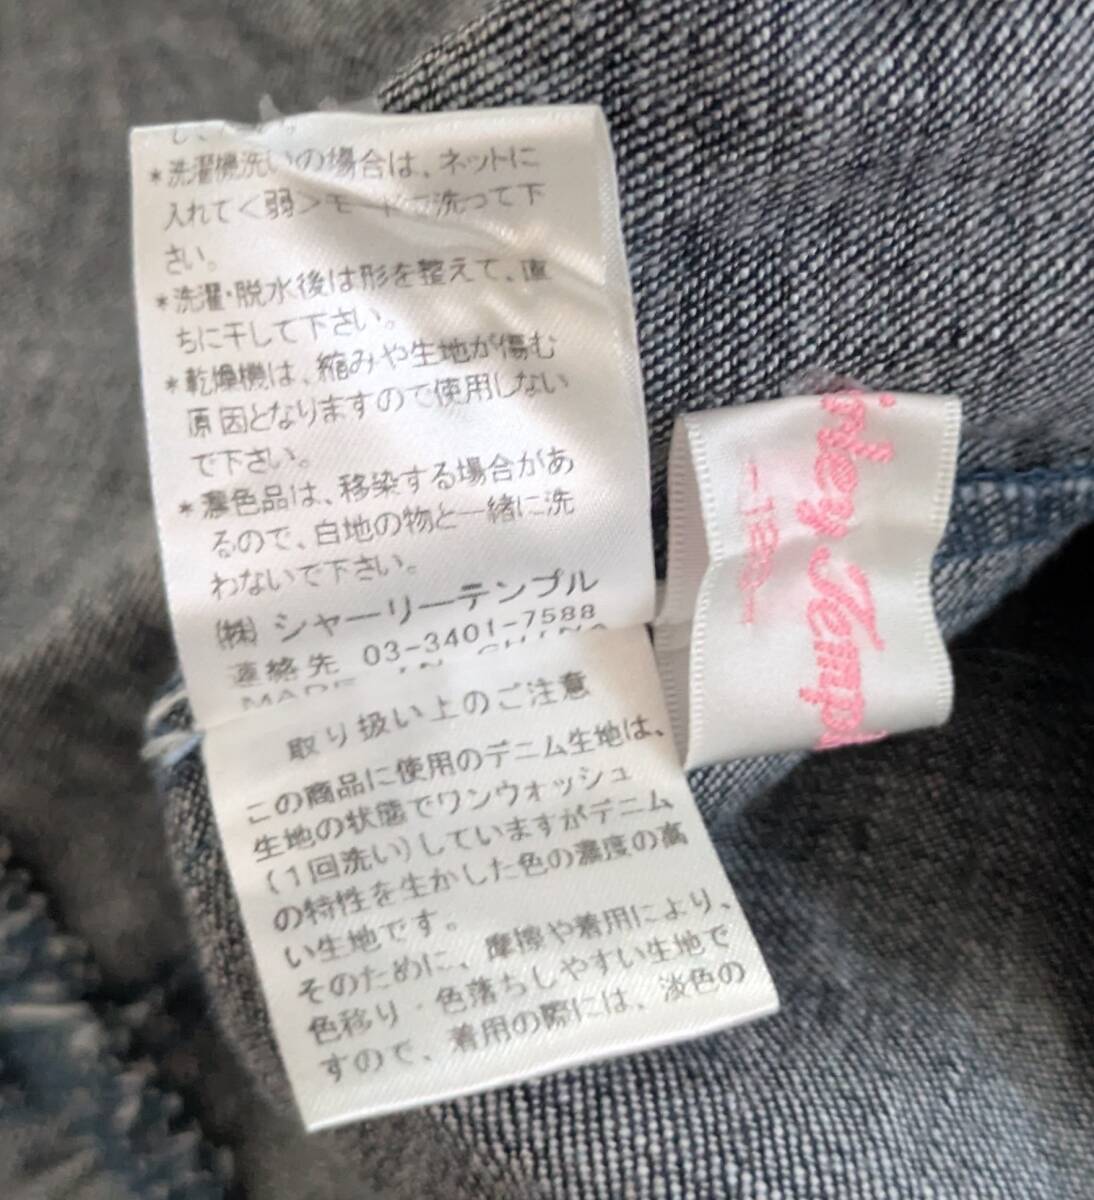 *洗濯機洗いの場合は、ネットに
入れて<弱>モードで洗って下
さい。
*洗濯・脱水後は形を整えて、直
ちに干して下さい。
*乾燥機は、縮みや生地が傷む
原因となりますので使用しない
で下さい。
*濃色品は、移染する場合があ
るので、白地の物と一緒に洗
わないで下さい。
㈱ シャーリーテンプル
連絡先 03-3401-7588
MADE IN CHINA
取り扱い上のご注意
この商品に使用のデニム生地は、
生地の状態でワンウォッシュ
(1回洗い)していますがデニム
の特性を生かした色の濃度の高
い生地です。
そのために、摩擦や着用により、
色移り・色落ちしやすい生地で
すので、着用の際には、淡色の
irley Templ
-120-